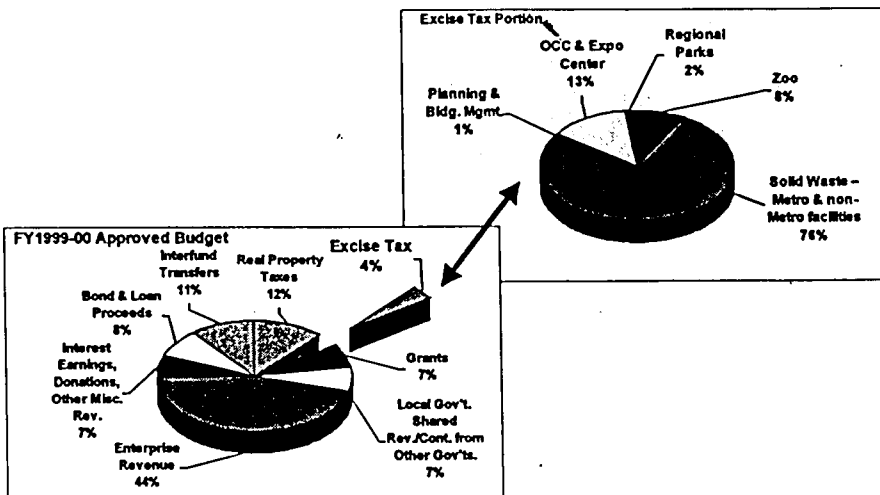 Excise Tax Portion
OCC & Expo
Center
13%
Regional
Parks
2%
Zoo
8%
Planning &
Bldg. Mgmt.
1%
Solid Waste –
Metro & non-
Metro facilities
76%
FY1999-00 Approved Budget
Interfund
Transfers
11%
Real Property
Taxes
12%
Excise Tax
4%
Bond & Loan
Proceeds
8%
Interest
Earnings,
Donations,
Other Misc.
Rev.
7%
Grants
7%
Local Gov't.
Shared
Rev./Cont. from
Other Gov'ts.
7%
Enterprise
Revenue
44%